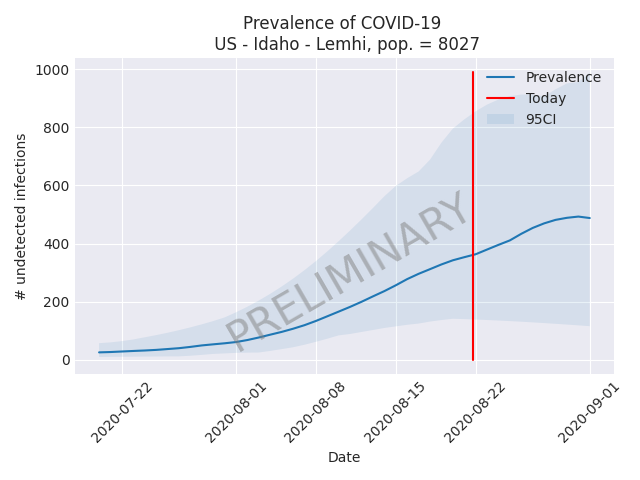 Prevalence of COVID-19
US - Idaho - Lemhi, pop. = 8027
1000
800
600
400
200
0
# undetected infections
Prevalence
Today
95CI
PRELIMINARY
2020-07-22
2020-08-01
2020-08-08
2020-08-15
2020-08-22
2020-09-01
Date